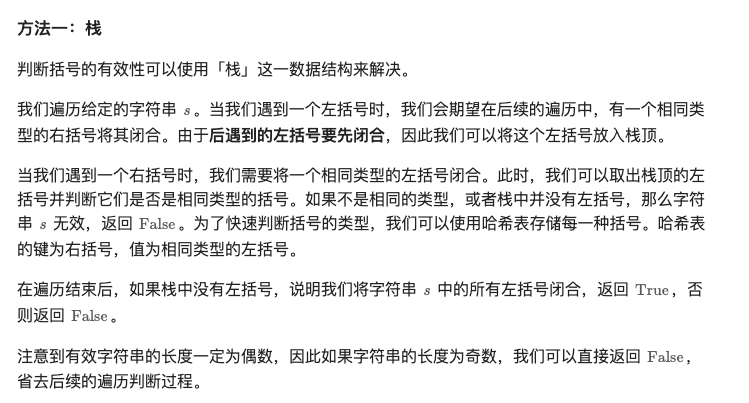 方法一：栈
判断括号的有效性可以使用「栈」这一数据结构来解决。
我们遍历给定的字符串 s。当我们遇到一个左括号时，我们会期望在后续的遍历中，有一个相同类
型的右括号将其闭合。由于后遇到的左括号要先闭合，因此我们可以将这个左括号放入栈顶。
当我们遇到一个右括号时，我们需要将一个相同类型的左括号闭合。此时，我们可以取出栈顶的左
括号并判断它们是否是相同类型的括号。如果不是相同的类型，或者栈中并没有左括号，那么字符
串 s 无效，返回 False。为了快速判断括号的类型，我们可以使用哈希表存储每一种括号。哈希表
的键为右括号，值为相同类型的左括号。
在遍历结束后，如果栈中没有左括号，说明我们将字符串 s 中的所有左括号闭合，返回 True，否
则返回 False。
注意到有效字符串的长度一定为偶数，因此如果字符串的长度为奇数，我们可以直接返回 False，
省去后续的遍历判断过程。